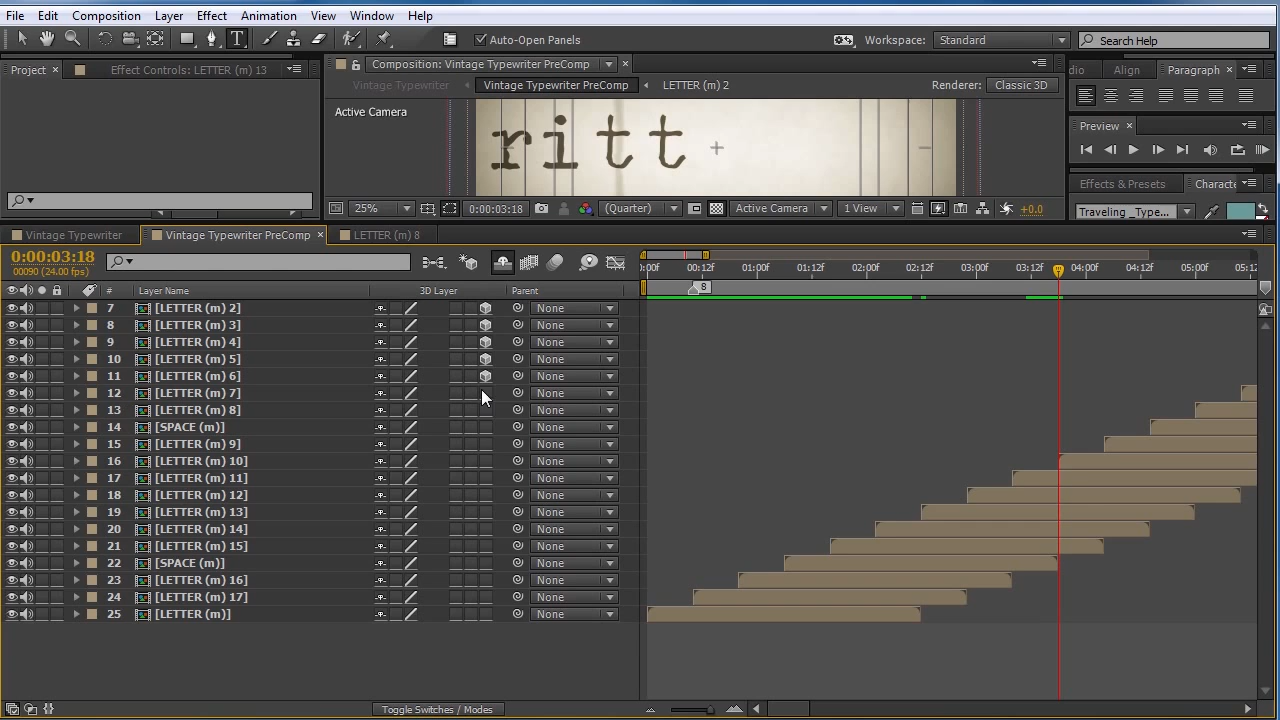 File Edit Composition Layer Effect Animation View Window Help
Auto-Open Panels Workspace: Standard Search Help
Project × Effect Controls: LETTER (m) 13 Composition: Vintage Typewriter PreComp × dio Align Paragraph ×
Vintage Typewriter Vintage Typewriter PreComp LETTER (m) 2 Renderer: Classic 3D
Active Camera
ritt
Preview ×
Effects & Presets Characte
25% 0:00:03:18 (Quarter) Active Camera 1 View +0.0 Traveling _Type...
Vintage Typewriter Vintage Typewriter PreComp × LETTER (m) 8
0:00:03:18
00090 (24.00 fps)
:00f 00:12f 01:00f 01:12f 02:00f 02:12f 03:00f 03:12f 04:00f 04:12f 05:00f 05:12
# Layer Name 3D Layer Parent 8
7 [LETTER (m) 2] None
8 [LETTER (m) 3] None
9 [LETTER (m) 4] None
10 [LETTER (m) 5] None
11 [LETTER (m) 6] None
12 [LETTER (m) 7] None
13 [LETTER (m) 8] None
14 [SPACE (m)] None
15 [LETTER (m) 9] None
16 [LETTER (m) 10] None
17 [LETTER (m) 11] None
18 [LETTER (m) 12] None
19 [LETTER (m) 13] None
20 [LETTER (m) 14] None
21 [LETTER (m) 15] None
22 [SPACE (m)] None
23 [LETTER (m) 16] None
24 [LETTER (m) 17] None
25 [LETTER (m)] None
Toggle Switches / Modes